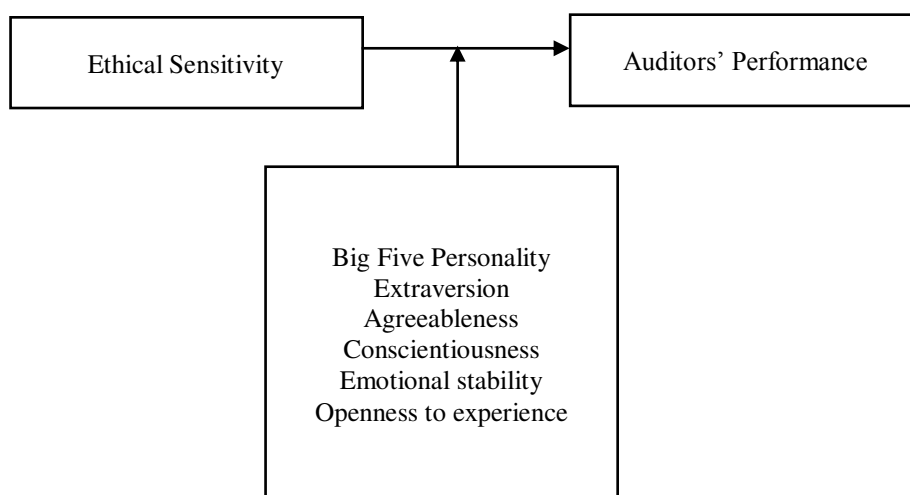 Ethical Sensitivity
Auditors’ Performance
Big Five Personality
Extraversion
Agreeableness
Conscientiousness
Emotional stability
Openness to experience